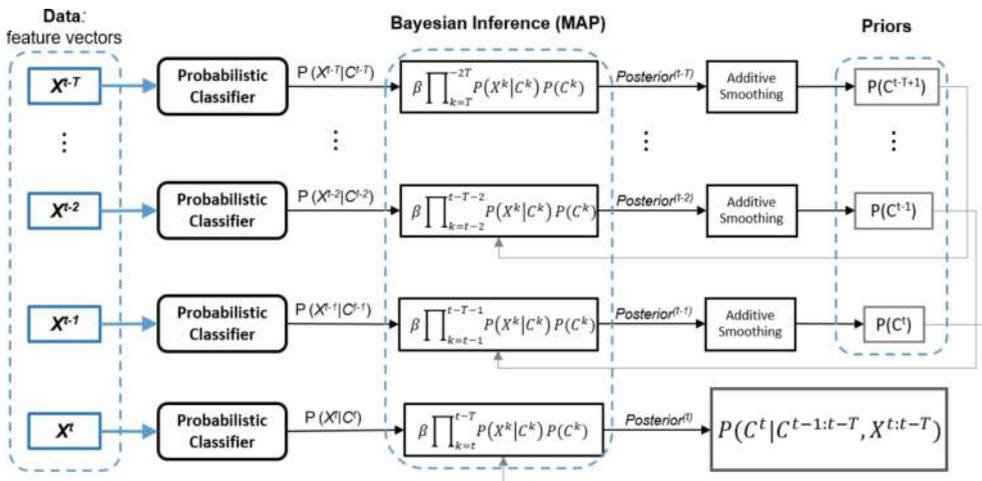 Data:
feature vectors
Bayesian Inference (MAP)
Priors
X^{t-T}
Probabilistic
Classifier
P (X^{t-T}|C^{t-T})
β ∏_{k=T}^{-2T} P(X^k|C^k) P(C^k)
Posterior^{(t-T)}
Additive
Smoothing
P(C^{t-T+1})
⋮ ⋮ ⋮ ⋮
X^{t-2}
Probabilistic
Classifier
P (X^{t-2}|C^{t-2})
β ∏_{k=t-2}^{t-T-2} P(X^k|C^k) P(C^k)
Posterior^{(t-2)}
Additive
Smoothing
P(C^{t-1})
X^{t-1}
Probabilistic
Classifier
P (X^{t-1}|C^{t-1})
β ∏_{k=t-1}^{t-T-1} P(X^k|C^k) P(C^k)
Posterior^{(t-1)}
Additive
Smoothing
P(C^t)
X^t
Probabilistic
Classifier
P (X^t|C^t)
β ∏_{k=t}^{t-T} P(X^k|C^k) P(C^k)
Posterior^{(t)}
P(C^t|C^{t-1:t-T}, X^{t:t-T})